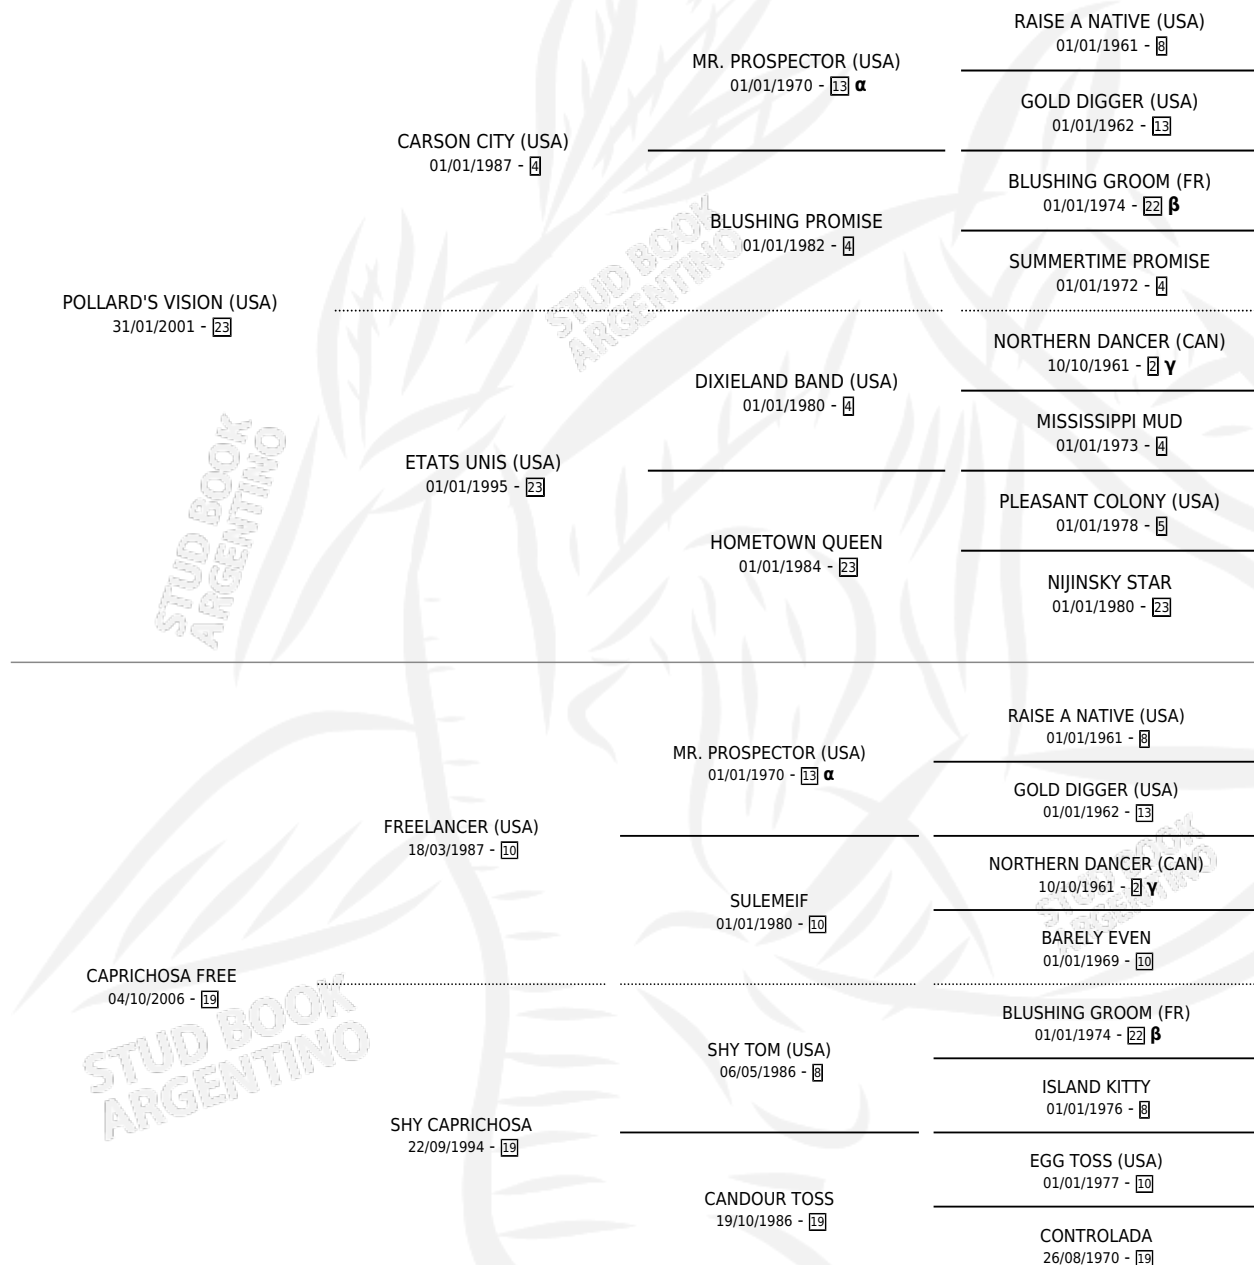 RAISE A NATIVE (USA)
01/01/1961 - 8
MR. PROSPECTOR (USA)
01/01/1970 - 13 α
GOLD DIGGER (USA)
01/01/1962 - 13
CARSON CITY (USA)
01/01/1987 - 4
BLUSHING GROOM (FR)
01/01/1974 - 22 β
BLUSHING PROMISE
01/01/1982 - 4
SUMMERTIME PROMISE
01/01/1972 - 4
POLLARD'S VISION (USA)
31/01/2001 - 23
NORTHERN DANCER (CAN)
10/10/1961 - 2 γ
DIXIELAND BAND (USA)
01/01/1980 - 4
MISSISSIPPI MUD
01/01/1973 - 4
ETATS UNIS (USA)
01/01/1995 - 23
PLEASANT COLONY (USA)
01/01/1978 - 5
HOMETOWN QUEEN
01/01/1984 - 23
NIJINSKY STAR
01/01/1980 - 23
RAISE A NATIVE (USA)
01/01/1961 - 8
MR. PROSPECTOR (USA)
01/01/1970 - 13 α
GOLD DIGGER (USA)
01/01/1962 - 13
FREELANCER (USA)
18/03/1987 - 10
NORTHERN DANCER (CAN)
10/10/1961 - 2 γ
SULEMEIF
01/01/1980 - 10
BARELY EVEN
01/01/1969 - 10
CAPRICHOSA FREE
04/10/2006 - 19
BLUSHING GROOM (FR)
01/01/1974 - 22 β
SHY TOM (USA)
06/05/1986 - 8
ISLAND KITTY
01/01/1976 - 8
SHY CAPRICHOSA
22/09/1994 - 19
EGG TOSS (USA)
01/01/1977 - 10
CANDOUR TOSS
19/10/1986 - 19
CONTROLADA
26/08/1970 - 19
STUD BOOK
ARGENTINO
STUD BOOK
ARGENTINO
STUD BOOK
ARGENTINO
STUD BOOK
ARGENTINO